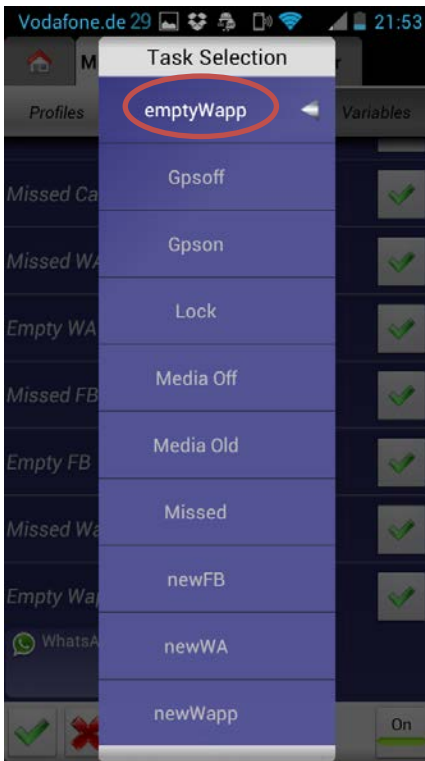 Vodafone.de 29 21:53
M Task Selection r
Profiles emptyWapp Variables
Gpsoff
Missed Ca
Gpson
Missed WA
Lock
Empty WA
Media Off
Missed FB
Media Old
Empty FB
Missed
Missed Wa
newFB
Empty Wap
newWA
WhatsA
newWapp
On